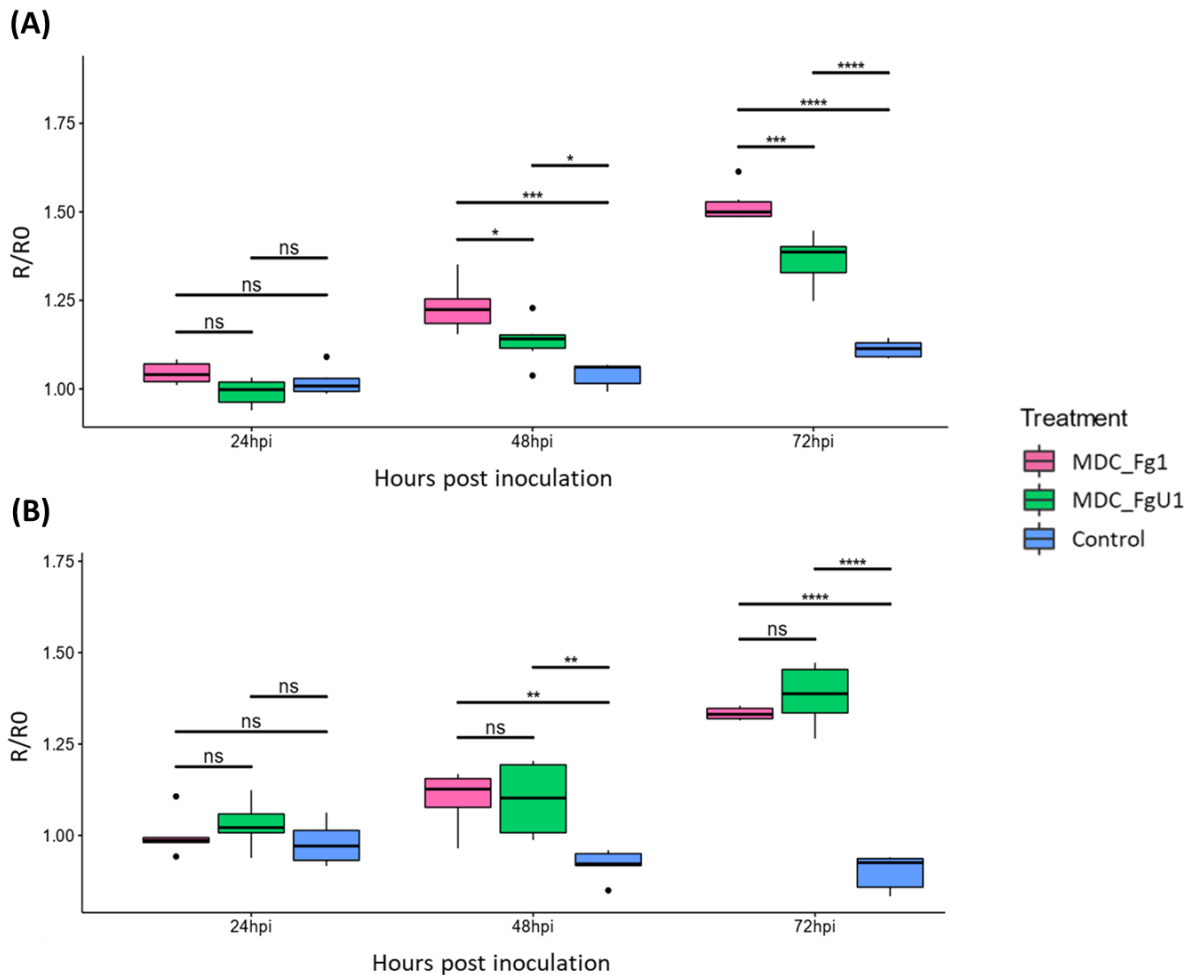 (A)
R/R0
1.75
1.50
1.25
1.00
ns
ns
ns
*
***
*
****
****
***
24hpi
48hpi
72hpi
Hours post inoculation
Treatment
MDC_Fg1
MDC_FgU1
Control
(B)
R/R0
1.75
1.50
1.25
1.00
ns
ns
ns
**
**
ns
****
****
ns
24hpi
48hpi
72hpi
Hours post inoculation